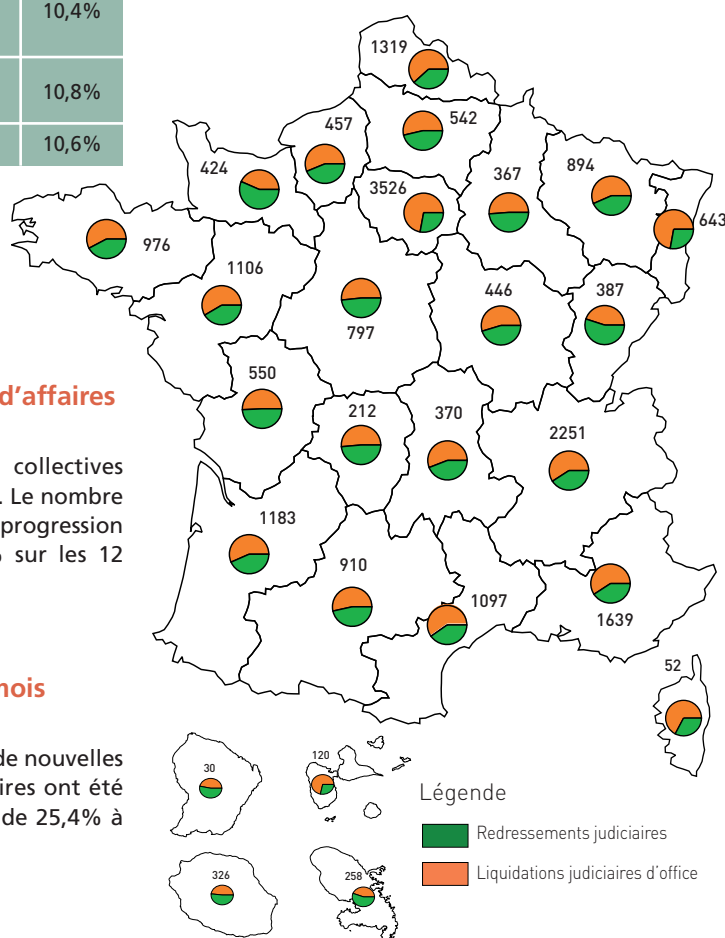 10,4%
10,8%
10,6%
1319
457
542
424
3526
367
894
643
976
1106
797
446
387
550
212
370
2251
1183
910
1097
1639
52
d’affaires
collectives
. Le nombre
progression
sur les 12
mois
de nouvelles
ires ont été
de 25,4% à
30
120
326
258
Légende
Redressements judiciaires
Liquidations judiciaires d’office